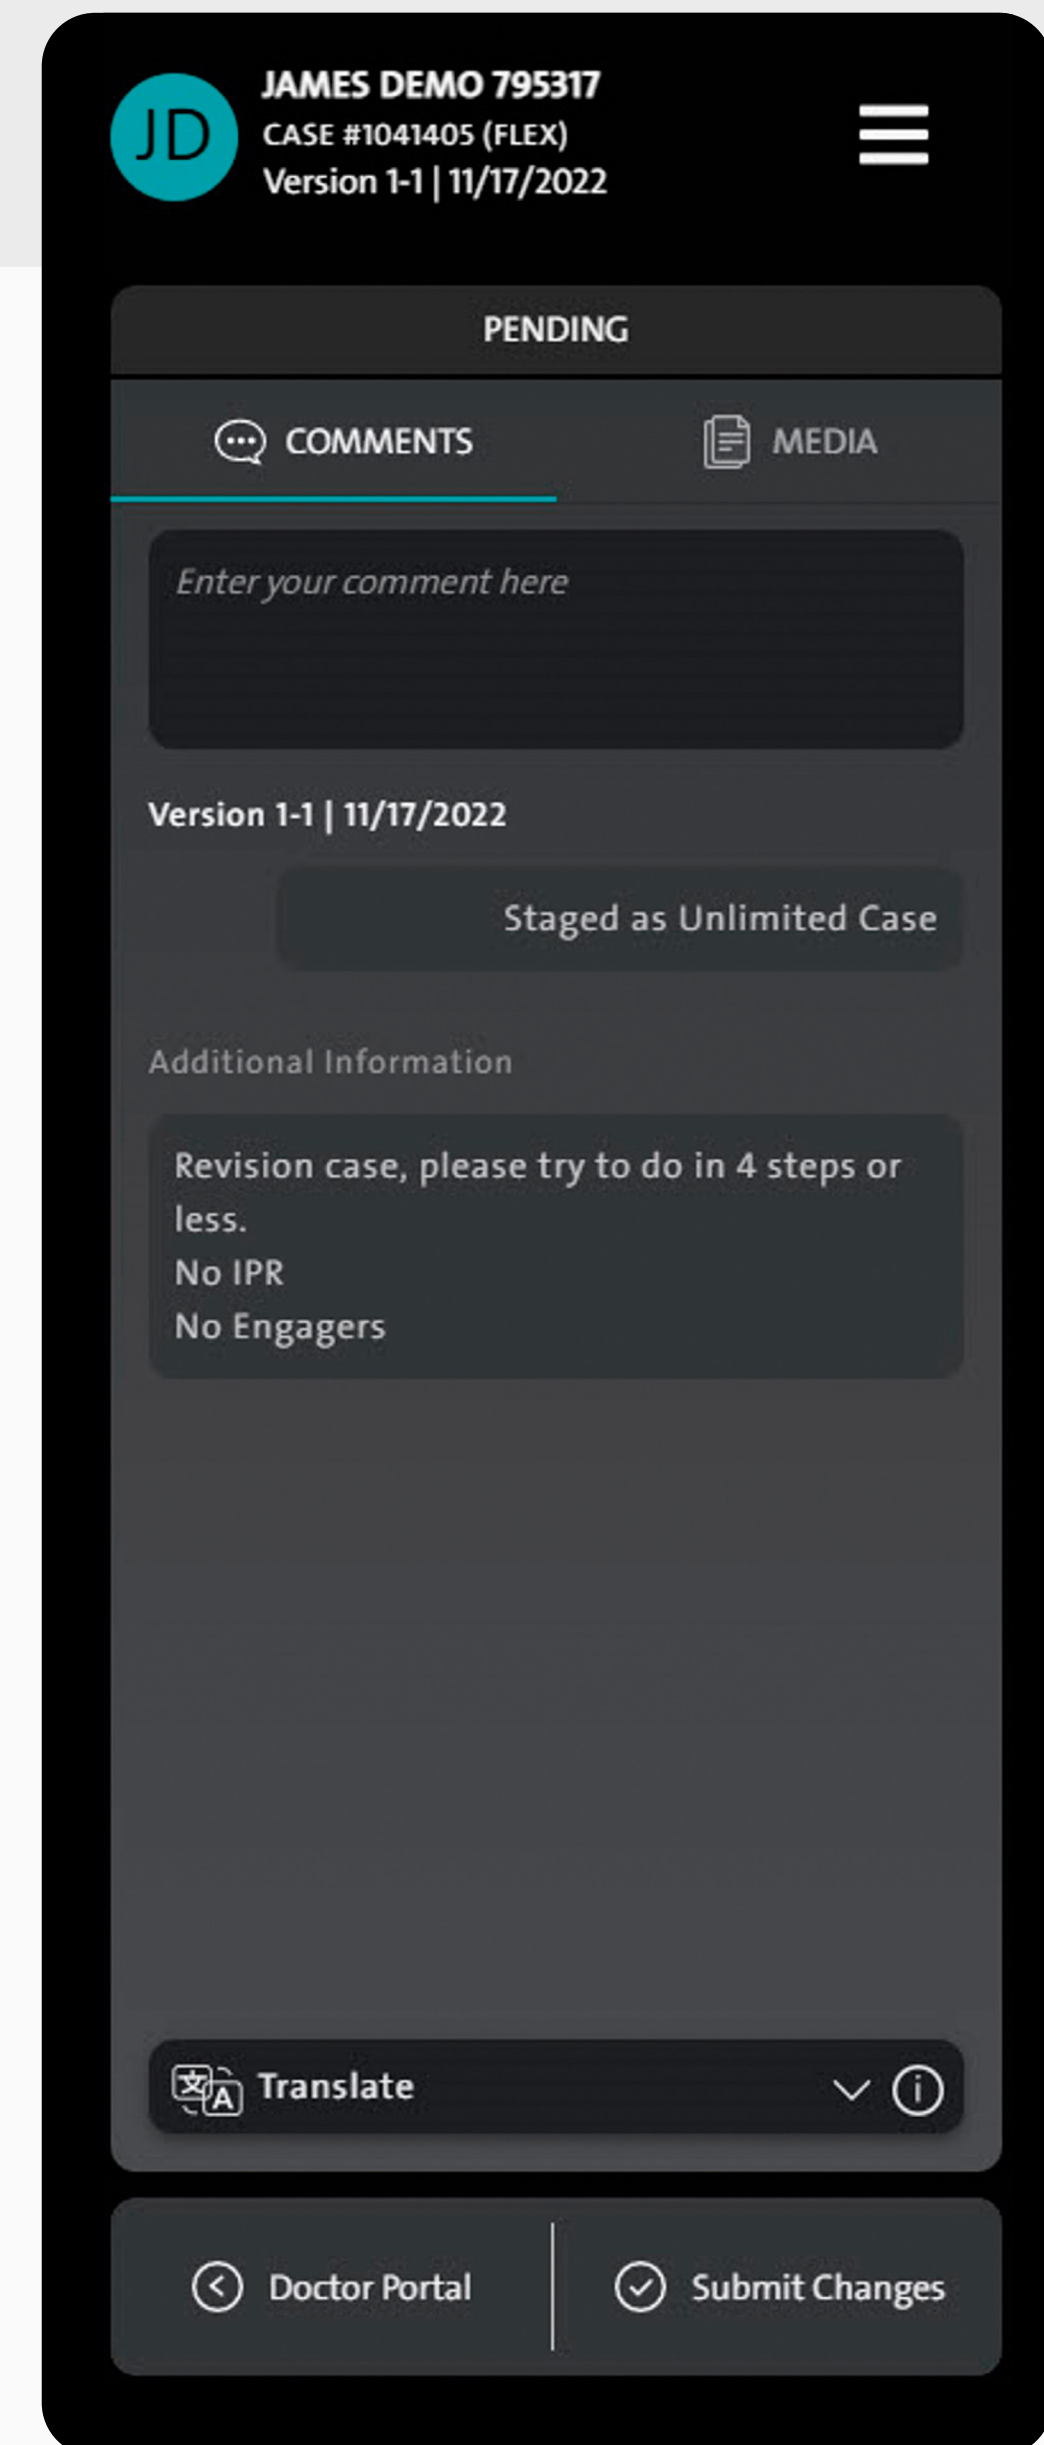 JD
JAMES DEMO 795317
CASE #1041405 (FLEX)
Version 1-1 | 11/17/2022
PENDING
COMMENTS
MEDIA
Enter your comment here
Version 1-1 | 11/17/2022
Staged as Unlimited Case
Additional Information
Revision case, please try to do in 4 steps or
less.
No IPR
No Engagers
文A Translate
Doctor Portal
Submit Changes